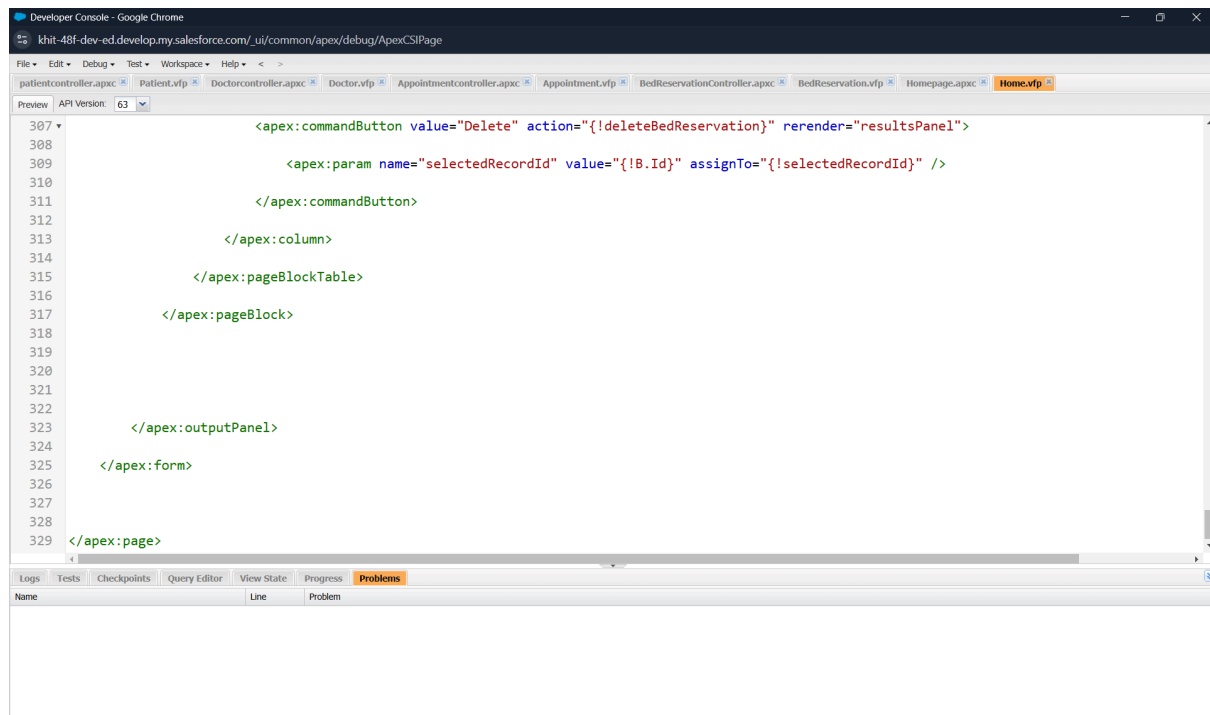 Developer Console - Google Chrome
khit-48f-dev-ed.develop.my.salesforce.com/_ui/common/apex/debug/ApexCSIPage
File Edit Debug Test Workspace Help < >
patientcontroller.apxc Patient.vfp Doctorcontroller.apxc Doctor.vfp Appointmentcontroller.apxc Appointment.vfp BedReservationController.apxc BedReservation.vfp Homepage.apxc Home.vfp
Preview API Version: 63
307 <apex:commandButton value="Delete" action="{!deleteBedReservation}" rerender="resultsPanel">
308
309 <apex:param name="selectedRecordId" value="{!B.Id}" assignTo="{!selectedRecordId}" />
310
311 </apex:commandButton>
312
313 </apex:column>
314
315 </apex:pageBlockTable>
316
317 </apex:pageBlock>
318
319
320
321
322
323 </apex:outputPanel>
324
325 </apex:form>
326
327
328
329 </apex:page>
Logs Tests Checkpoints Query Editor View State Progress Problems
Name Line Problem